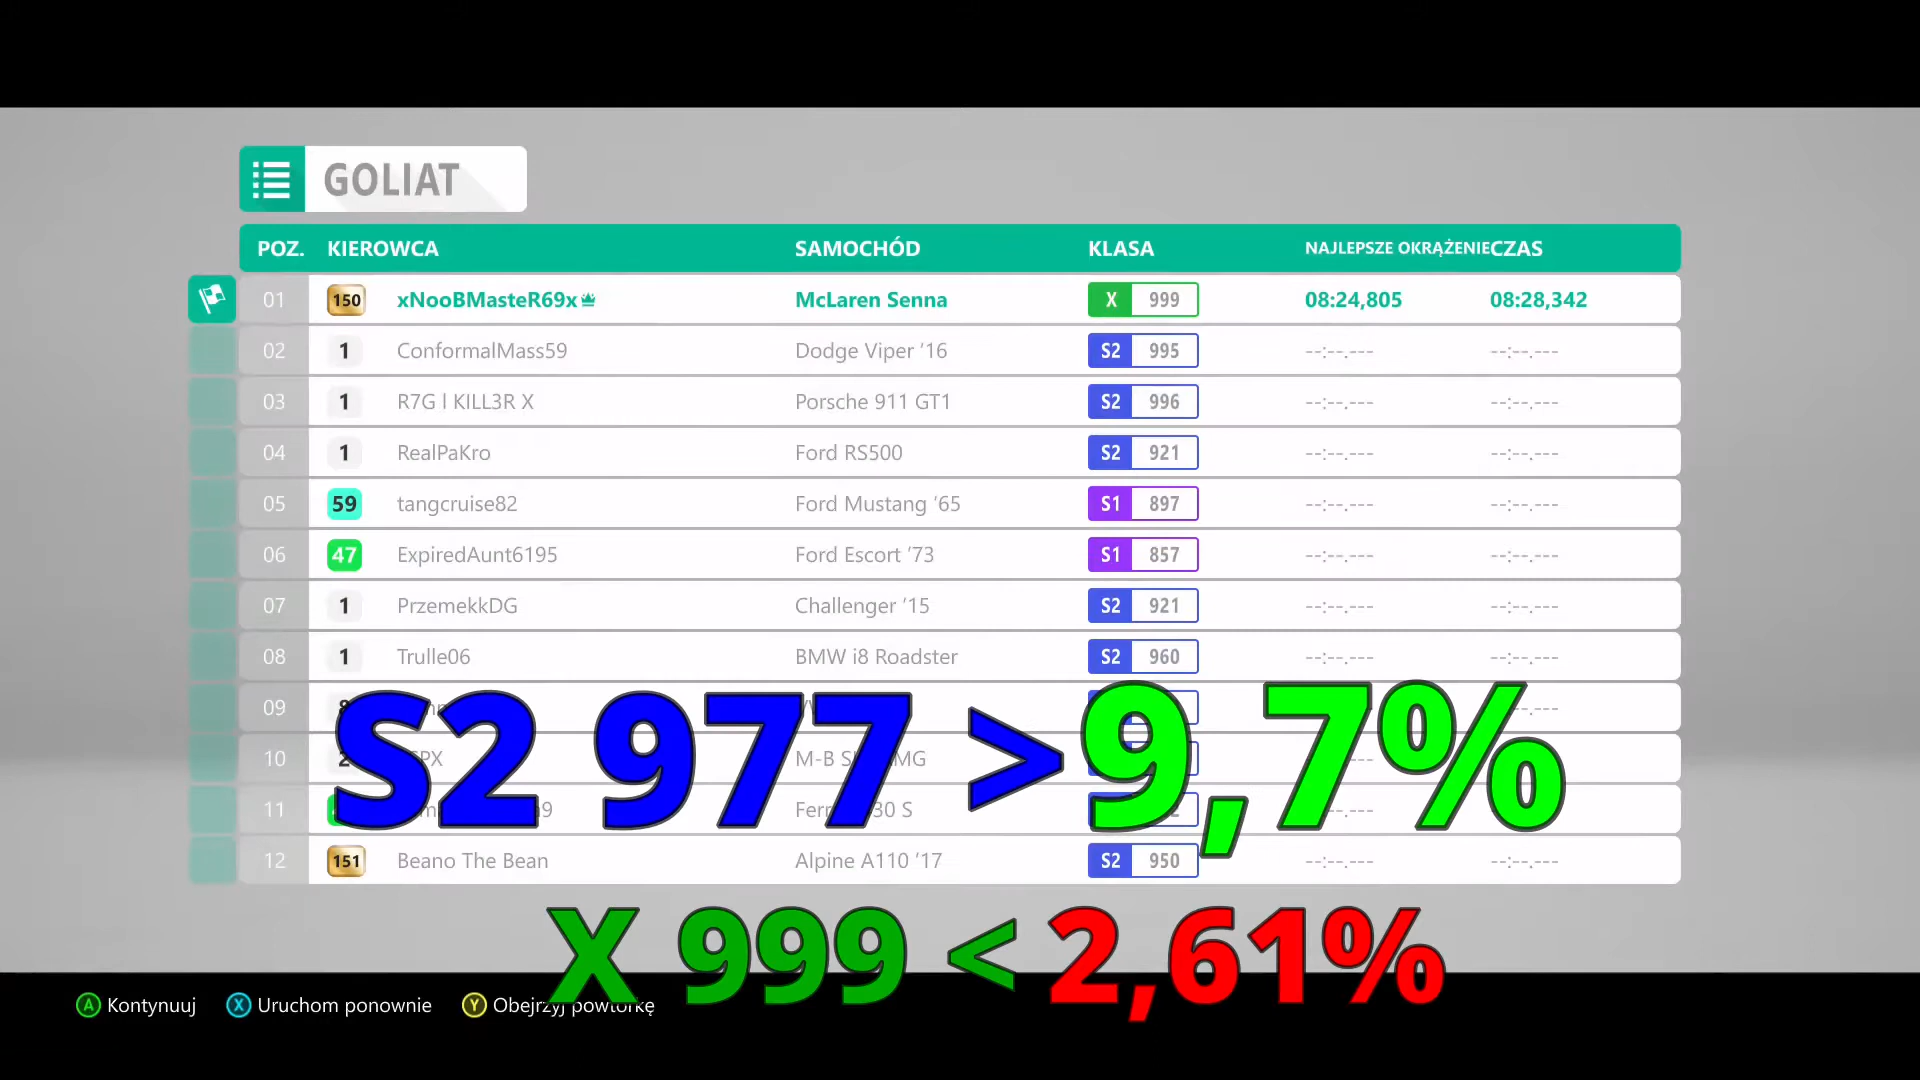 GOLIAT
POZ. KIEROWCA SAMOCHÓD KLASA NAJLEPSZE OKRĄŻENIE CZAS
01 150 xNooBMasteR69x McLaren Senna X 999 08:24,805 08:28,342
02 1 ConformalMass59 Dodge Viper '16 S2 995 --:--.--- --:--.---
03 1 R7G l KILL3R X Porsche 911 GT1 S2 996 --:--.--- --:--.---
04 1 RealPaKro Ford RS500 S2 921 --:--.--- --:--.---
05 59 tangcruise82 Ford Mustang '65 S1 897 --:--.--- --:--.---
06 47 ExpiredAunt6195 Ford Escort '73 S1 857 --:--.--- --:--.---
07 1 PrzemekkDG Challenger '15 S2 921 --:--.--- --:--.---
08 1 Trulle06 BMW i8 Roadster S2 960 --:--.--- --:--.---
09
S2 977 > 9,7%
10 M-B
11
12 151 Beano The Bean Alpine A110 '17 S2 950 --:--.--- --:--.---
X 999 < 2,61%
A Kontynuuj X Uruchom ponownie Y Obejrzyj powtórkę